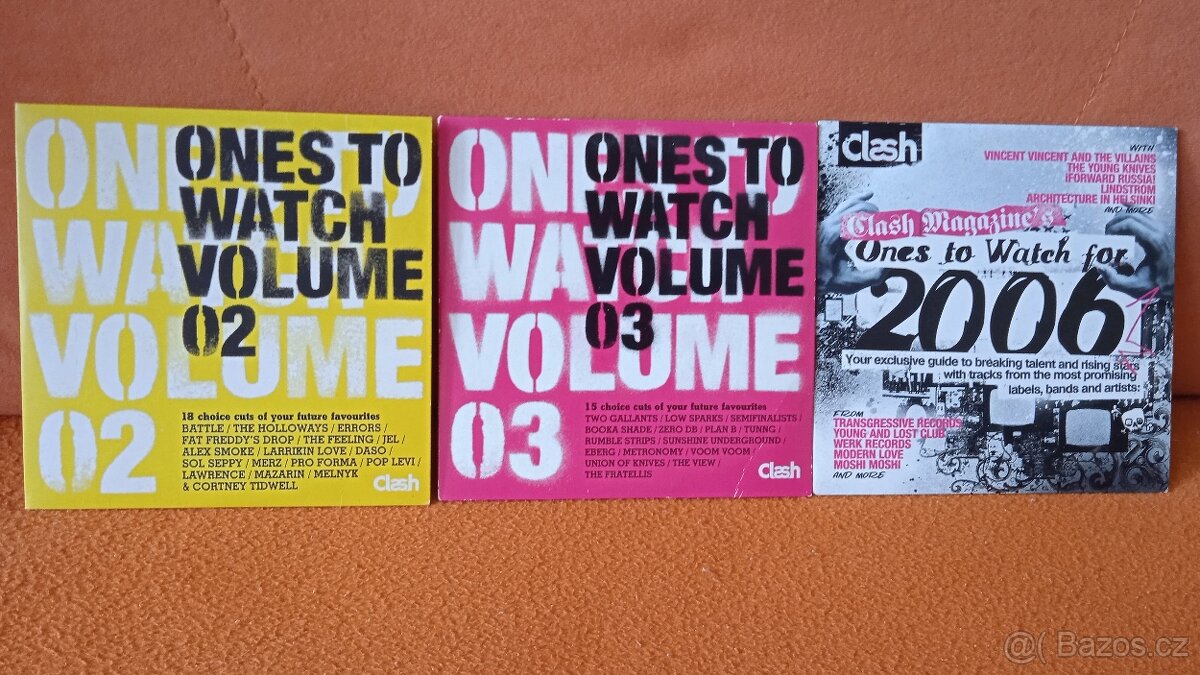 ONES TO
WATCH
VOLUME
02
ONES TO
WATCH
VOLUME
02
18 choice cuts of your future favourites
BATTLE / THE HOLLOWAYS / ERRORS /
FAT FREDDY'S DROP / THE FEELING / JEL /
ALEX SMOKE / LARRIKIN LOVE / DASO /
SOL SEPPY / MERZ / PRO FORMA / POP LEVI /
LAWRENCE / MAZARIN / MELNYK
& CORTNEY TIDWELL
Clash
ONES TO
WATCH
VOLUME
03
ONES TO
WATCH
VOLUME
03
15 choice cuts of your future favourites
TWO GALLANTS / LOW SPARKS / SEMIFINALISTS /
BOOKA SHADE / ZERO DB / PLAN B / TUNNG /
RUMBLE STRIPS / SUNSHINE UNDERGROUND /
EBERG / METRONOMY / VOOM VOOM /
UNION OF KNIVES / THE VIEW /
THE FRATELLIS
Clash
Clash
WITH
VINCENT VINCENT AND THE VILLAINS
THE YOUNG KNIVES
¡FORWARD RUSSIA!
LINDSTROM
ARCHITECTURE IN HELSINKI
AND MORE
Clash Magazine's
Ones to Watch for
2006
Your exclusive guide to breaking talent and rising stars
with tracks from the most promising
labels, bands and artists:
FROM
TRANSGRESSIVE RECORDS
YOUNG AND LOST CLUB
WERK RECORDS
MODERN LOVE
MOSHI MOSHI
AND MORE
@( Bazos.cz